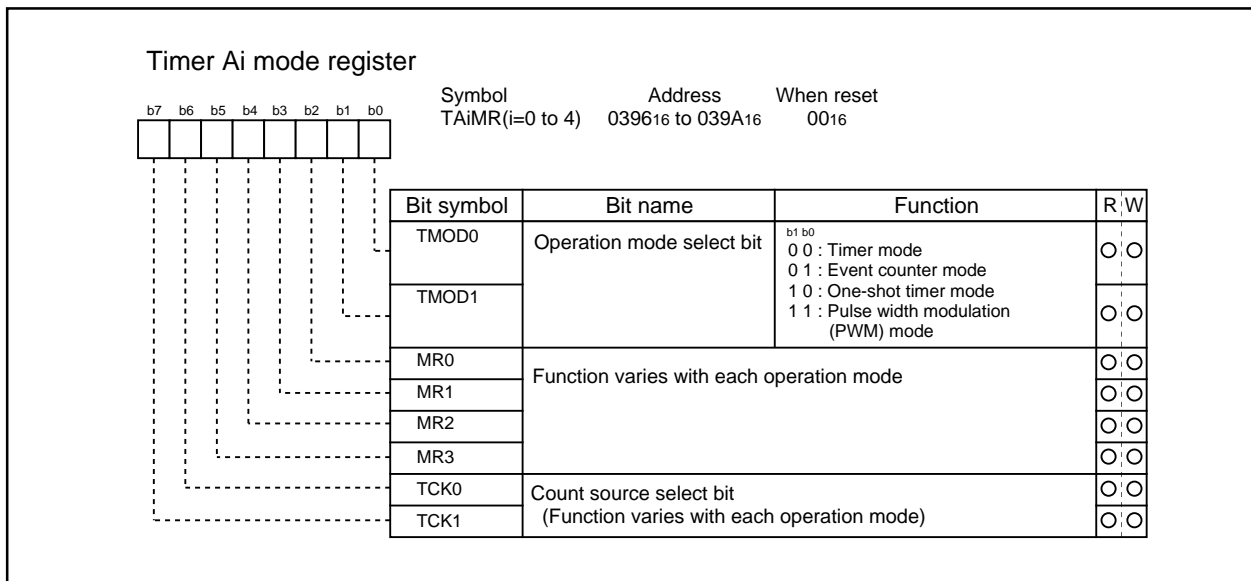 Timer Ai mode register
Symbol Address When reset
TAiMR(i=0 to 4) 039616 to 039A16 0016
b7 b6 b5 b4 b3 b2 b1 b0
Bit symbol Bit name Function R W
TMOD0 Operation mode select bit b1 b0
0 0 : Timer mode
0 1 : Event counter mode
TMOD1 1 0 : One-shot timer mode
1 1 : Pulse width modulation
(PWM) mode
MR0 Function varies with each operation mode
MR1
MR2
MR3
TCK0 Count source select bit
TCK1 (Function varies with each operation mode)